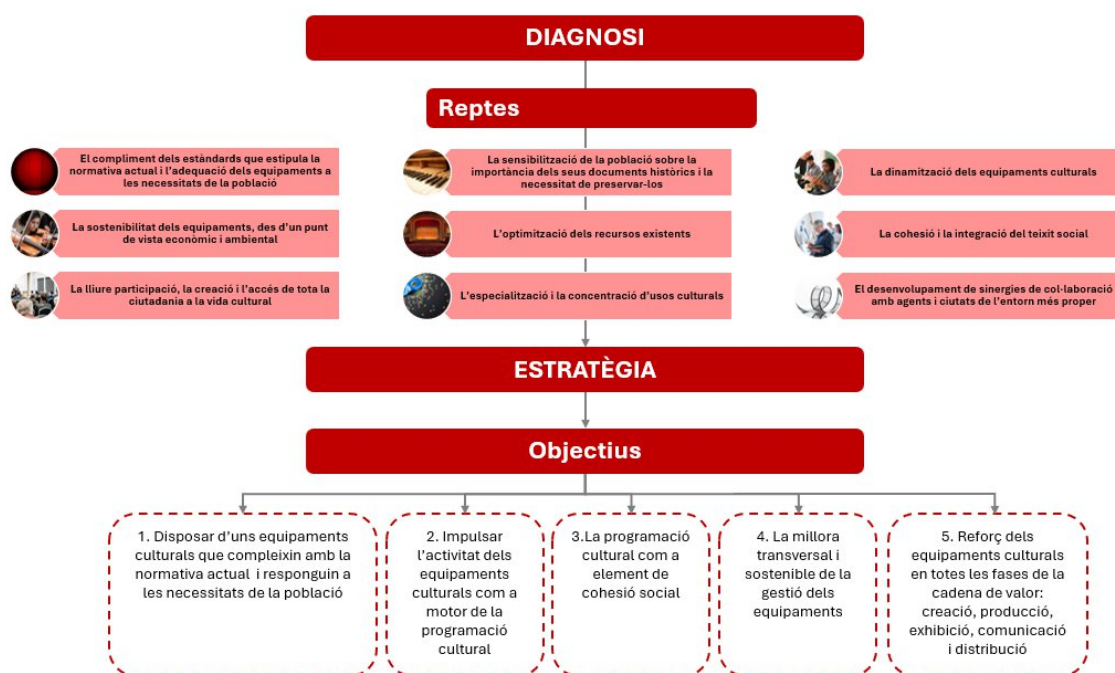 DIAGNOSI
Reptes
El compliment dels estàndards que estipula la
normativa actual i l'adequació dels equipaments a
les necessitats de la població
La sostenibilitat dels equipaments, des d'un punt
de vista econòmic i ambiental
La lliure participació, la creació i l'accés de tota la
ciutadania a la vida cultural
La sensibilització de la població sobre la
importància dels seus documents històrics i la
necessitat de preservar-los
L'optimització dels recursos existents
L'especialització i la concentració d'usos culturals
La dinamització dels equipaments culturals
La cohesió i la integració del teixit social
El desenvolupament de sinergies de col·laboració
amb agents i ciutats de l'entorn més proper
ESTRATÈGIA
Objectius
1. Disposar d'uns equipaments
culturals que compleixin amb la
normativa actual i responguin a
les necessitats de la població
2. Impulsar
l'activitat dels
equipaments
culturals com a
motor de la
programació
cultural
3.La programació
cultural com a
element de
cohesió social
4. La millora
transversal i
sostenible de la
gestió dels
equipaments
5. Reforç dels
equipaments culturals
en totes les fases de la
cadena de valor:
creació, producció,
exhibició, comunicació
i distribució